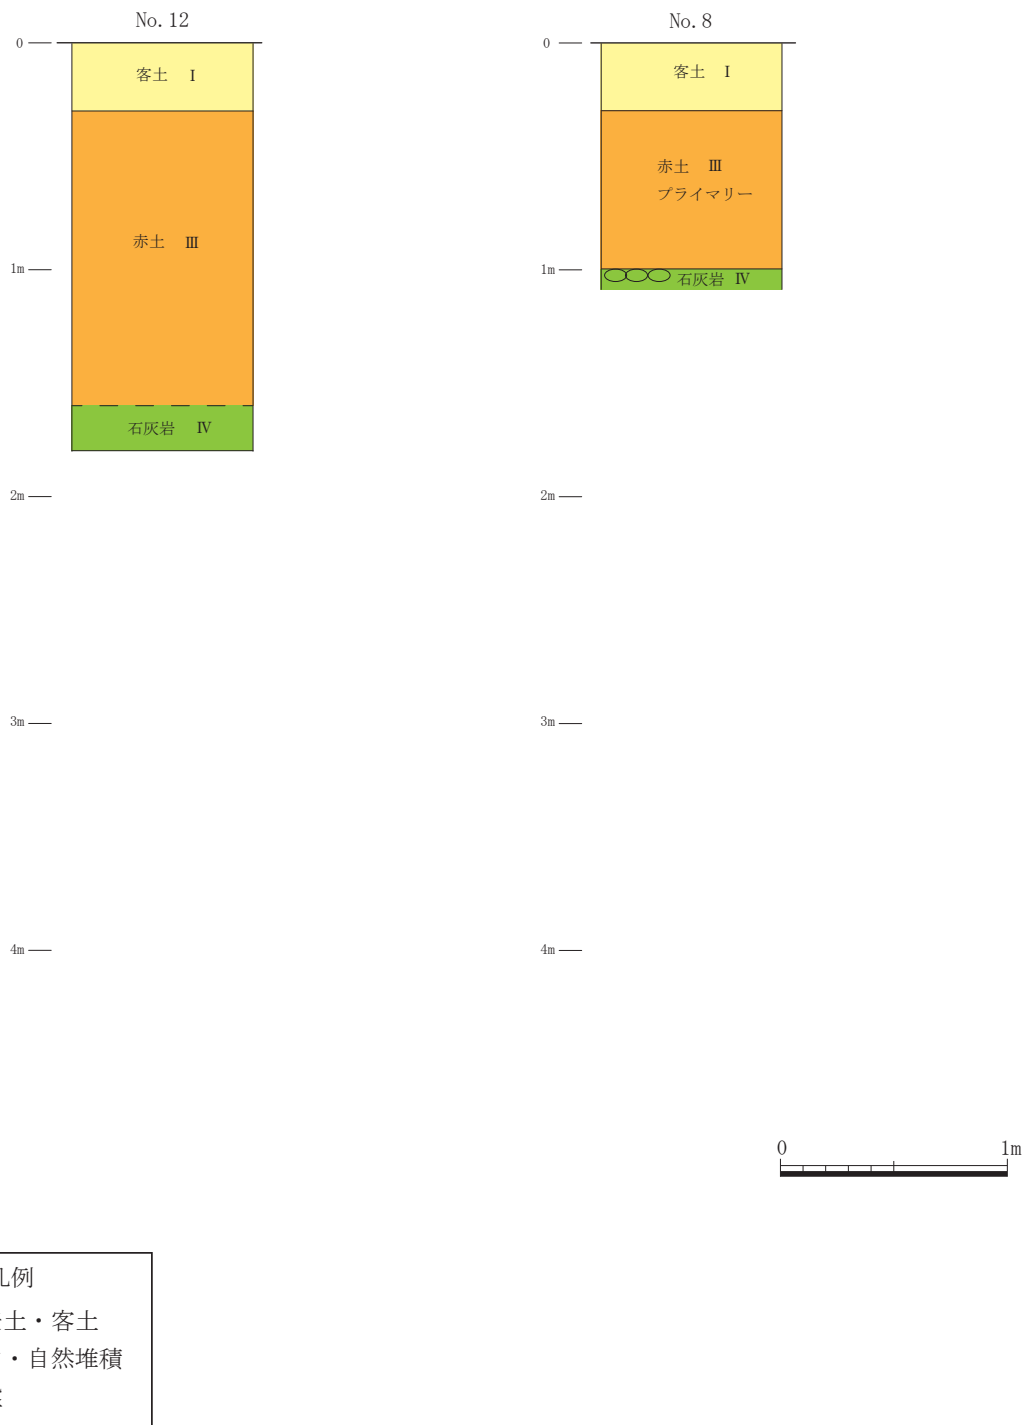 No. 12
0
客土 Ⅰ
赤土 Ⅲ
1m
石灰岩 Ⅳ
2m
3m
4m
No. 8
0
客土 Ⅰ
赤土 Ⅲ
プライマリー
1m
石灰岩 Ⅳ
2m
3m
4m
0 1m
例
土・客土
・自然堆積